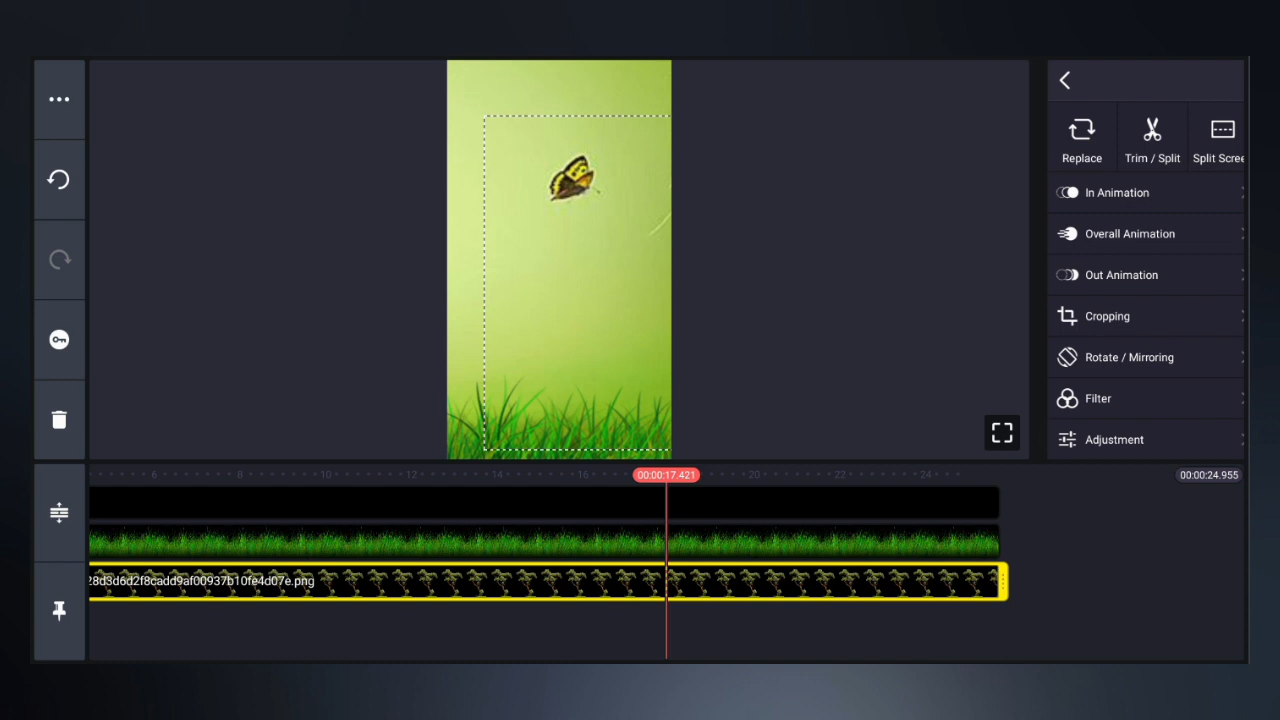 Replace
Trim / Split
Split Scree
In Animation
Overall Animation
Out Animation
Cropping
Rotate / Mirroring
Filter
Adjustment
6 8 10 12 14 16 00:00:17.421 20 22 24 00:00:24.955
28d3d6d2f8cadd9af00937b10fe4d07e.png